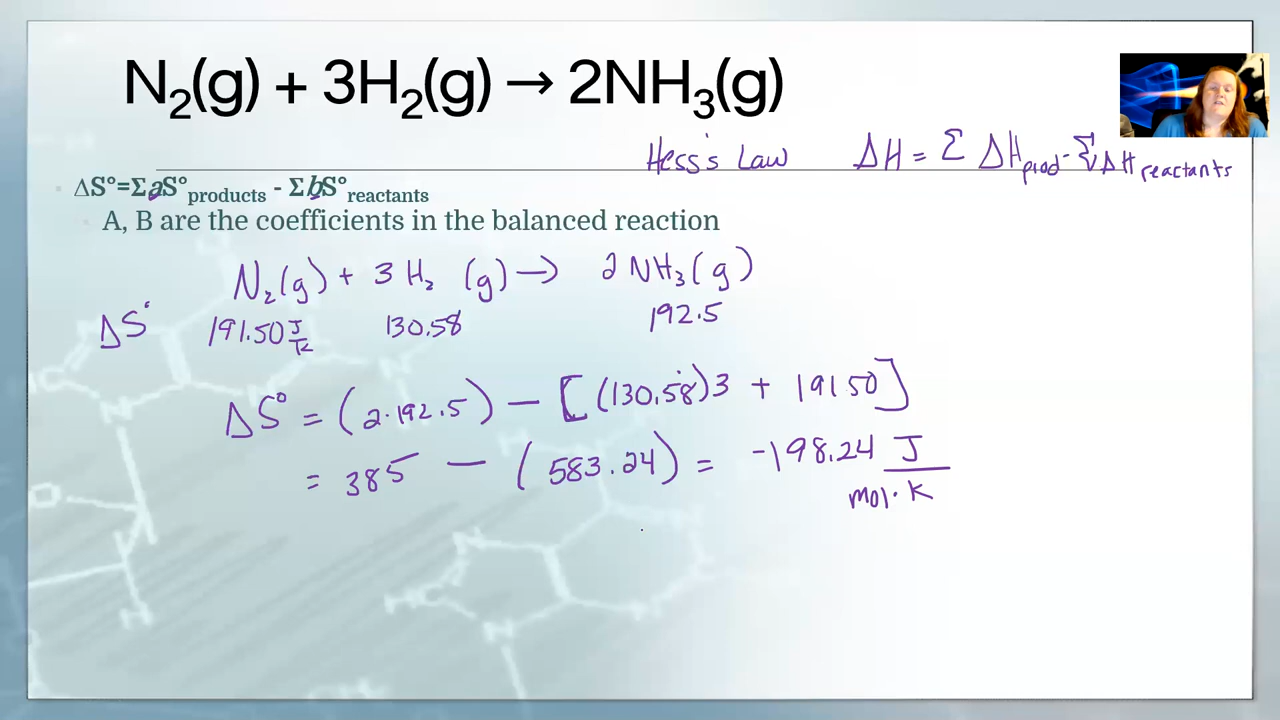 N₂(g) + 3H₂(g) → 2NH₃(g)
Hess's Law ΔH = Σ ΔHprod - ΣΔH reactants
ΔS°=ΣaS°products - ΣbS°reactants
A, B are the coefficients in the balanced reaction
N₂(g) + 3 H₂ (g) → 2 NH₃(g)
ΔS° 191.50 J/K 130.58 192.5
ΔS° = (2·192.5) — [(130.58)3 + 191.50]
= 385 — (583.24) = -198.24 J/mol·K